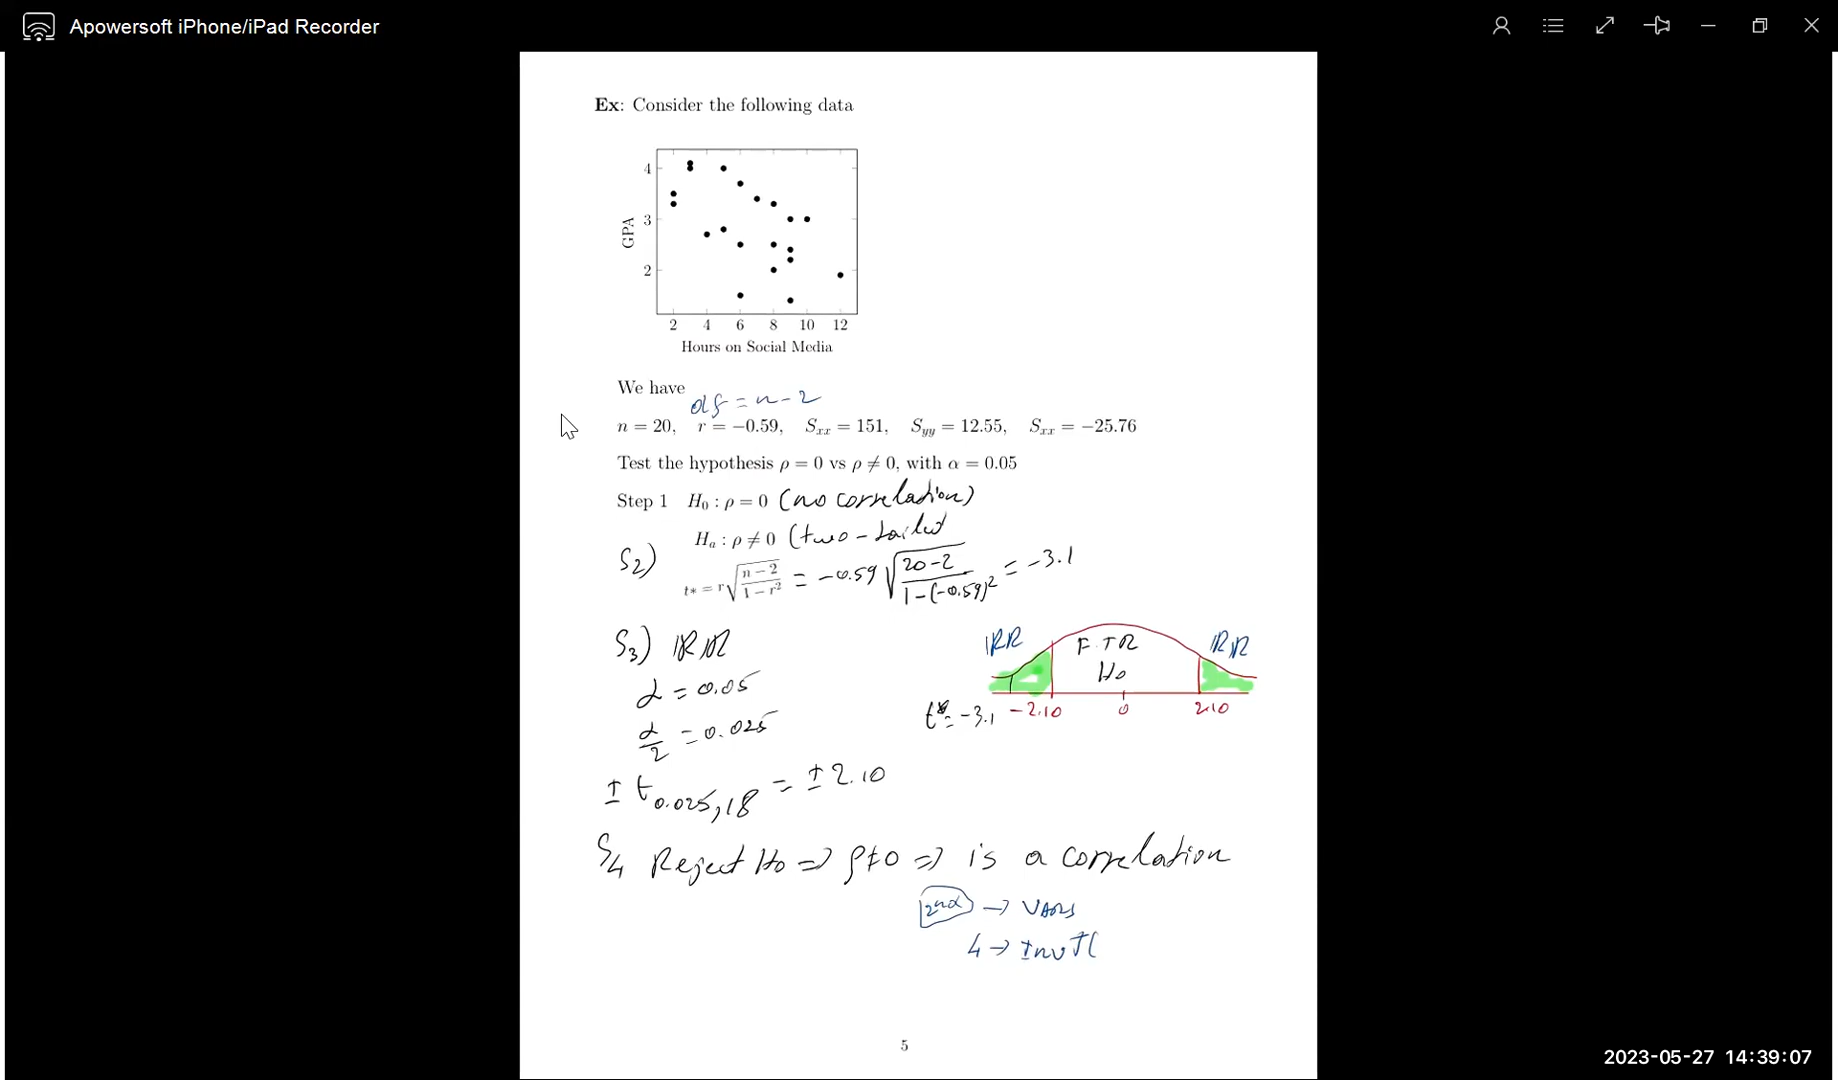 Apowersoft iPhone/iPad Recorder
Ex: Consider the following data
4
3
2
GPA
2 4 6 8 10 12
Hours on Social Media
We have
df = n - 2
n = 20, r = −0.59, Sxx = 151, Syy = 12.55, Sxx = −25.76
Test the hypothesis ρ = 0 vs ρ ≠ 0, with α = 0.05
Step 1 H₀ : ρ = 0 (no correlation)
Hₐ : ρ ≠ 0 (two-tailed
S2)
t* = r√((n − 2)/(1 − r²)) = -0.59 √((20-2)/(1-(-0.59)²)) = -3.1
S3) RR
α = 0.05
α/2 = 0.025
± t0.025,18 = ± 2.10
RR F.T.R H0 RR
t* = -3.1 -2.10 0 2.10
S4 Reject H0 => ρ≠0 => is a correlation
2nd → VARS
4 → InvT(
5
2023-05-27 14:39:07